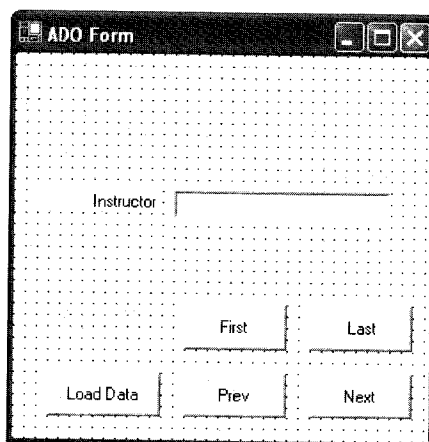 ADO Form
Instructor
First
Last
Load Data
Prev
Next